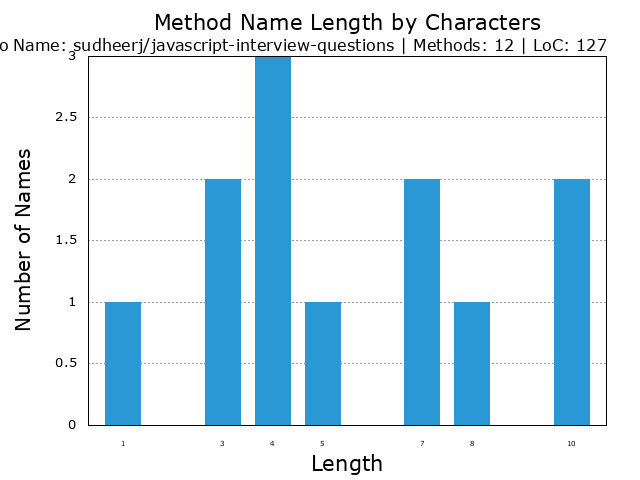 Method Name Length by Characters
o Name: sudheerj/javascript-interview-questions | Methods: 12 | LoC: 127
3
2.5
2
1.5
1
0.5
0
Number of Names
1 3 4 5 7 8 10
Length